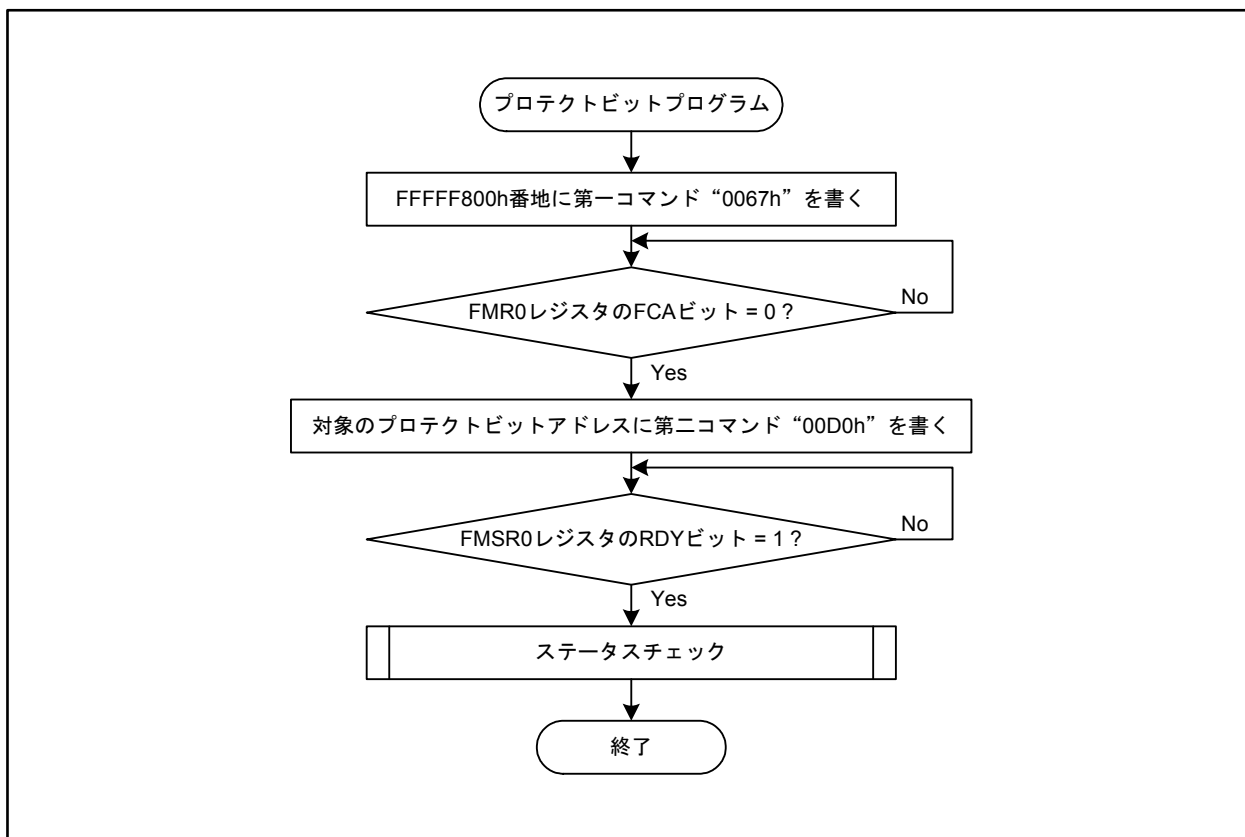 プロテクトビットプログラム
FFFFF800h番地に第一コマンド“0067h”を書く
FMR0レジスタのFCAビット = 0 ?
No
Yes
対象のプロテクトビットアドレスに第二コマンド“00D0h”を書く
FMSR0レジスタのRDYビット = 1 ?
No
Yes
ステータスチェック
終了